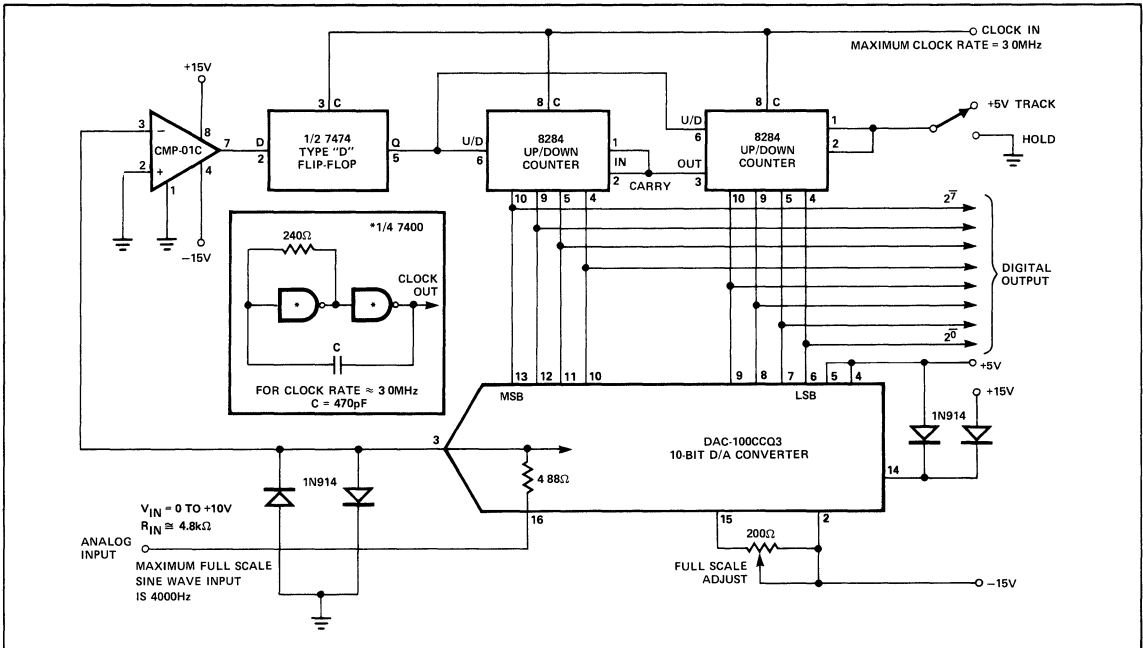 CLOCK IN
MAXIMUM CLOCK RATE = 3 0MHz
+15V
3 C
8 C
8 C
3
−
8
CMP-01C
7
2
+
4
1
−15V
D
2
1/2 7474
TYPE "D"
FLIP-FLOP
Q
5
U/D
6
8284
UP/DOWN
COUNTER
1
IN
2
CARRY
10 9 5 4
U/D
6
OUT
3
8284
UP/DOWN
COUNTER
1
2
10 9 5 4
+5V TRACK
HOLD
2^7
DIGITAL
OUTPUT
2^0
*1/4 7400
240Ω
CLOCK
OUT
* *
C
FOR CLOCK RATE ≈ 3 0MHz
C = 470pF
+5V
+15V
1N914
13 12 11 10 9 8 7 6 5 4
MSB
LSB
DAC-100CCQ3
10-BIT D/A CONVERTER
3
4 88Ω
14
16
15
2
1N914
VIN = 0 TO +10V
RIN ≅ 4.8kΩ
ANALOG
INPUT
MAXIMUM FULL SCALE
SINE WAVE INPUT
IS 4000Hz
200Ω
FULL SCALE
ADJUST
−15V